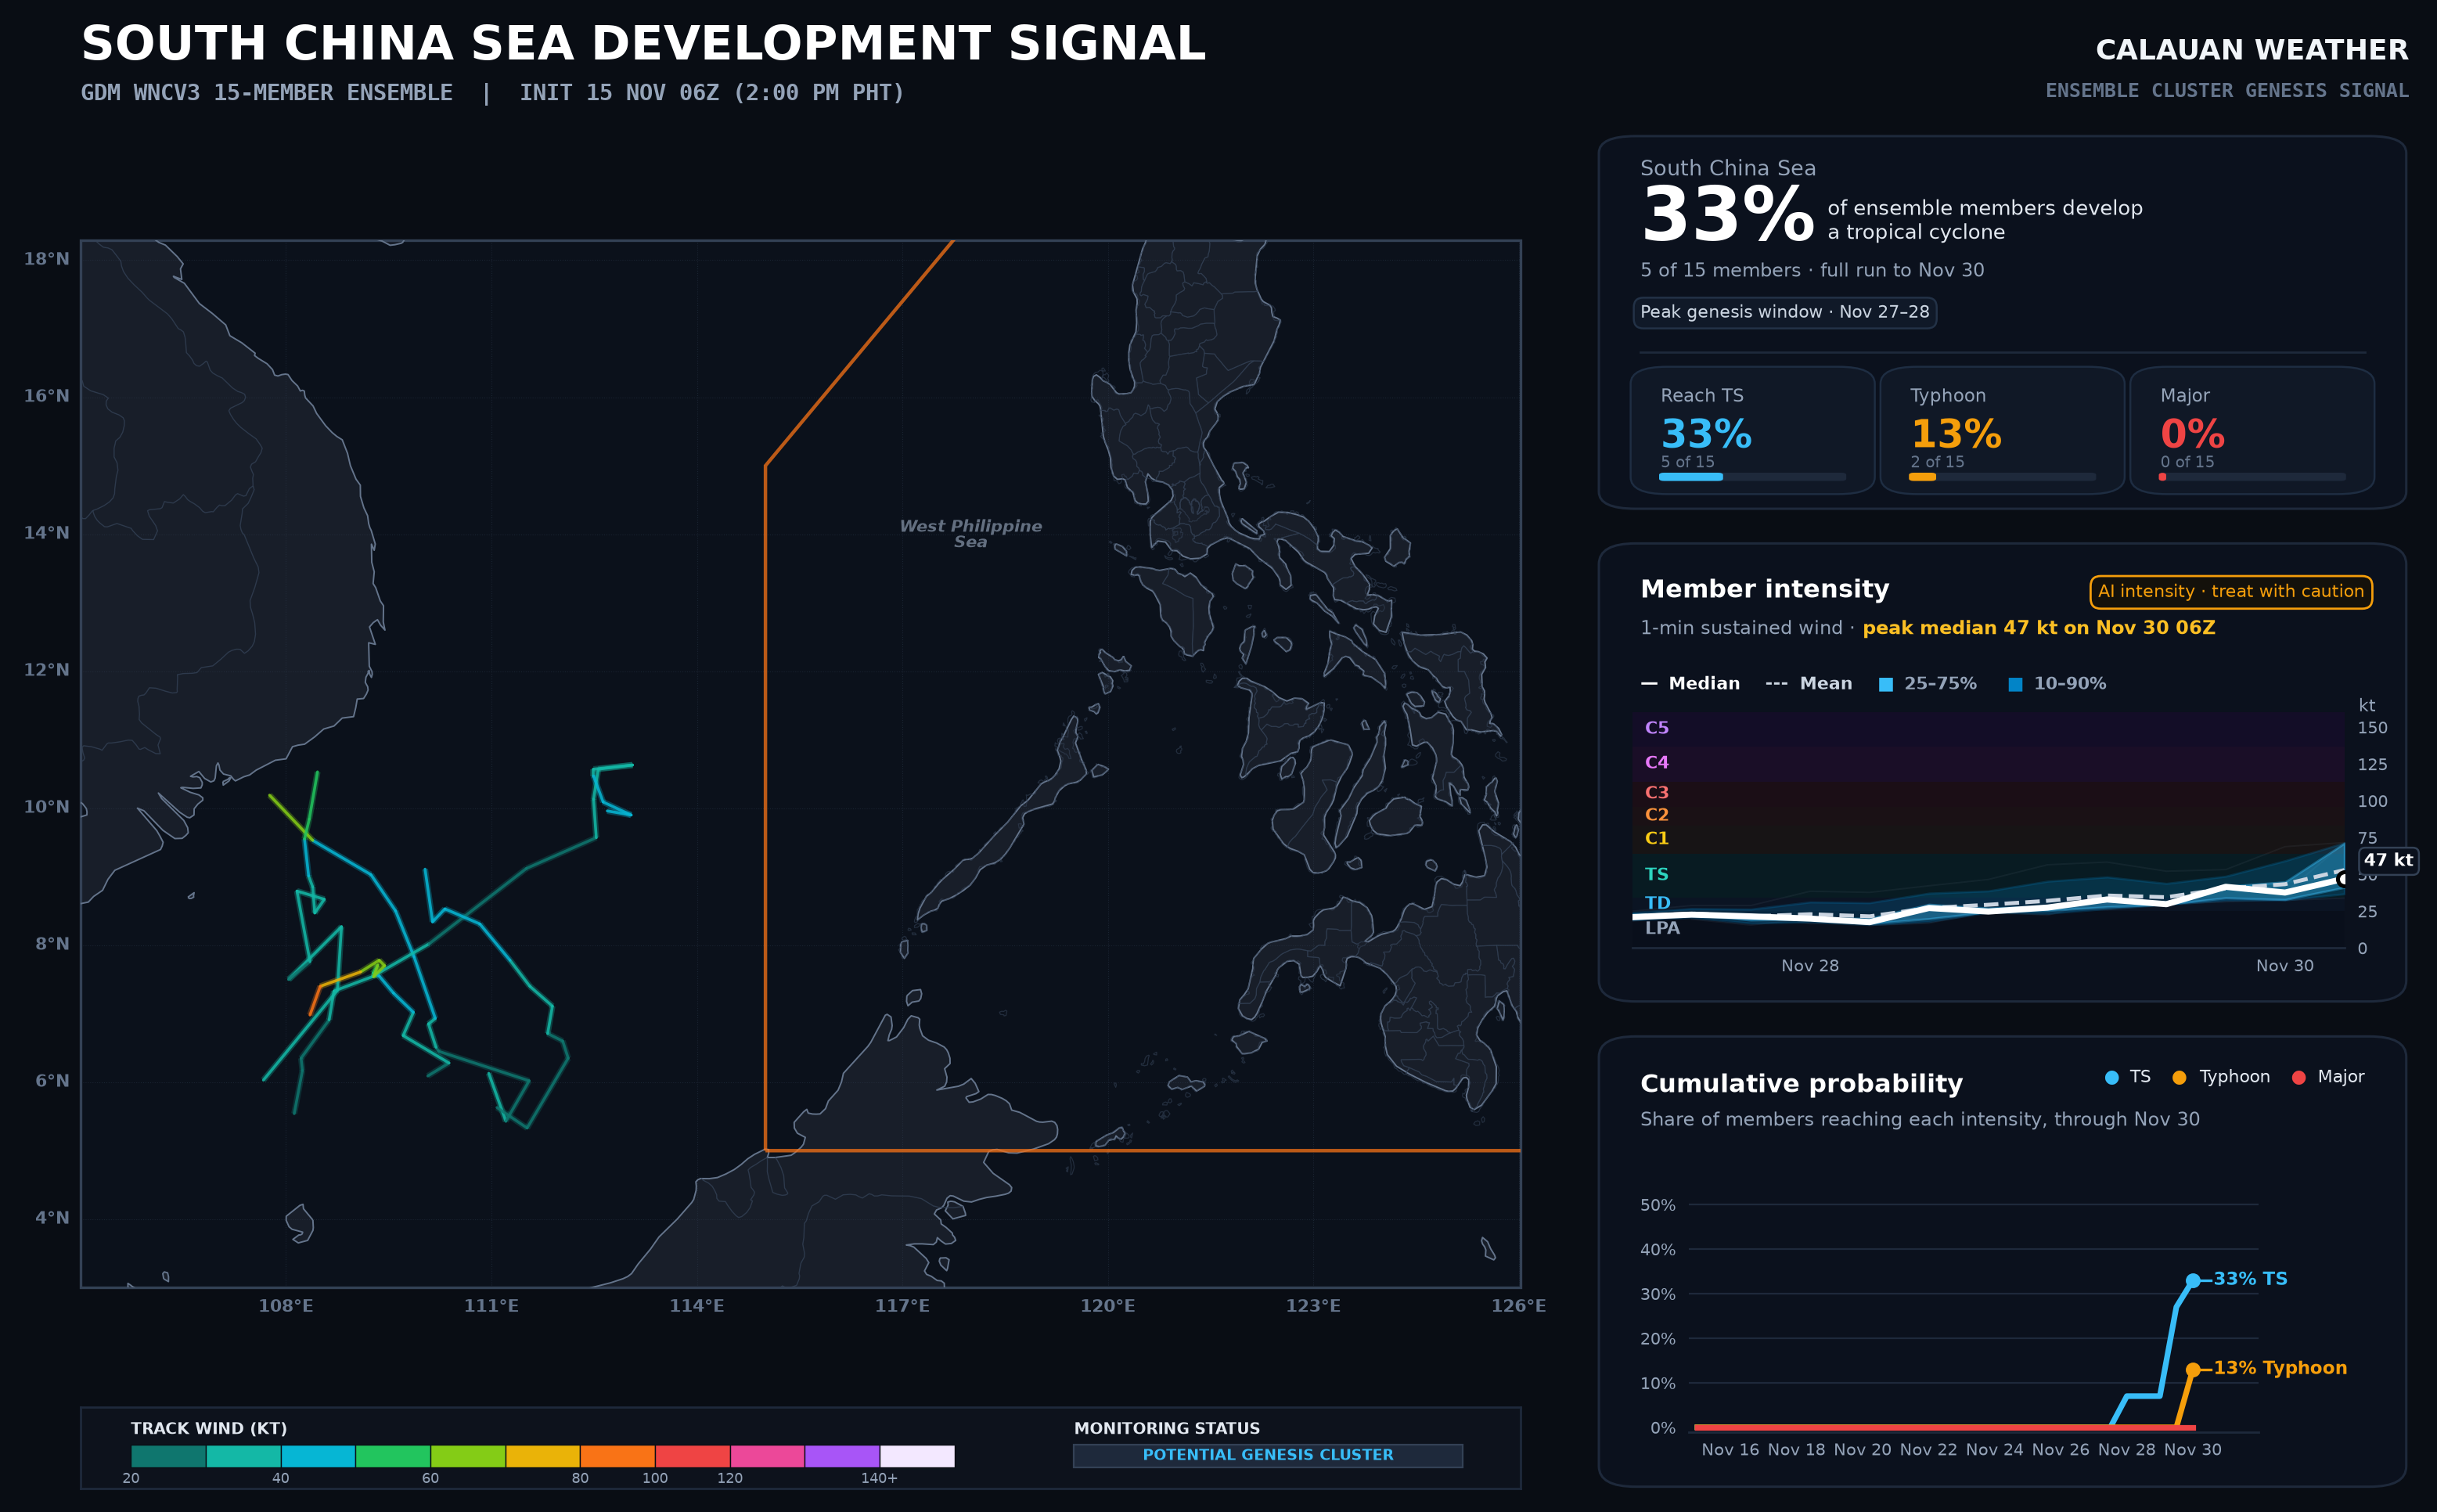 SOUTH CHINA SEA DEVELOPMENT SIGNAL
GDM WNCV3 15-MEMBER ENSEMBLE | INIT 15 NOV 06Z (2:00 PM PHT)
CALAUAN WEATHER
ENSEMBLE CLUSTER GENESIS SIGNAL
18°N
16°N
14°N
12°N
10°N
8°N
6°N
4°N
West Philippine
Sea
108°E
111°E
114°E
117°E
120°E
123°E
126°E
TRACK WIND (KT)
20
40
60
80
100
120
140+
MONITORING STATUS
POTENTIAL GENESIS CLUSTER
South China Sea
33% of ensemble members develop
a tropical cyclone
5 of 15 members · full run to Nov 30
Peak genesis window · Nov 27–28
Reach TS
33%
5 of 15
Typhoon
13%
2 of 15
Major
0%
0 of 15
Member intensity
AI intensity · treat with caution
1-min sustained wind · peak median 47 kt on Nov 30 06Z
Median
Mean
25–75%
10–90%
kt
C5
C4
C3
C2
C1
TS
TD
LPA
150
125
100
75
47 kt
50
25
0
Nov 28
Nov 30
Cumulative probability
TS
Typhoon
Major
Share of members reaching each intensity, through Nov 30
50%
40%
30%
20%
10%
0%
33% TS
13% Typhoon
Nov 16
Nov 18
Nov 20
Nov 22
Nov 24
Nov 26
Nov 28
Nov 30